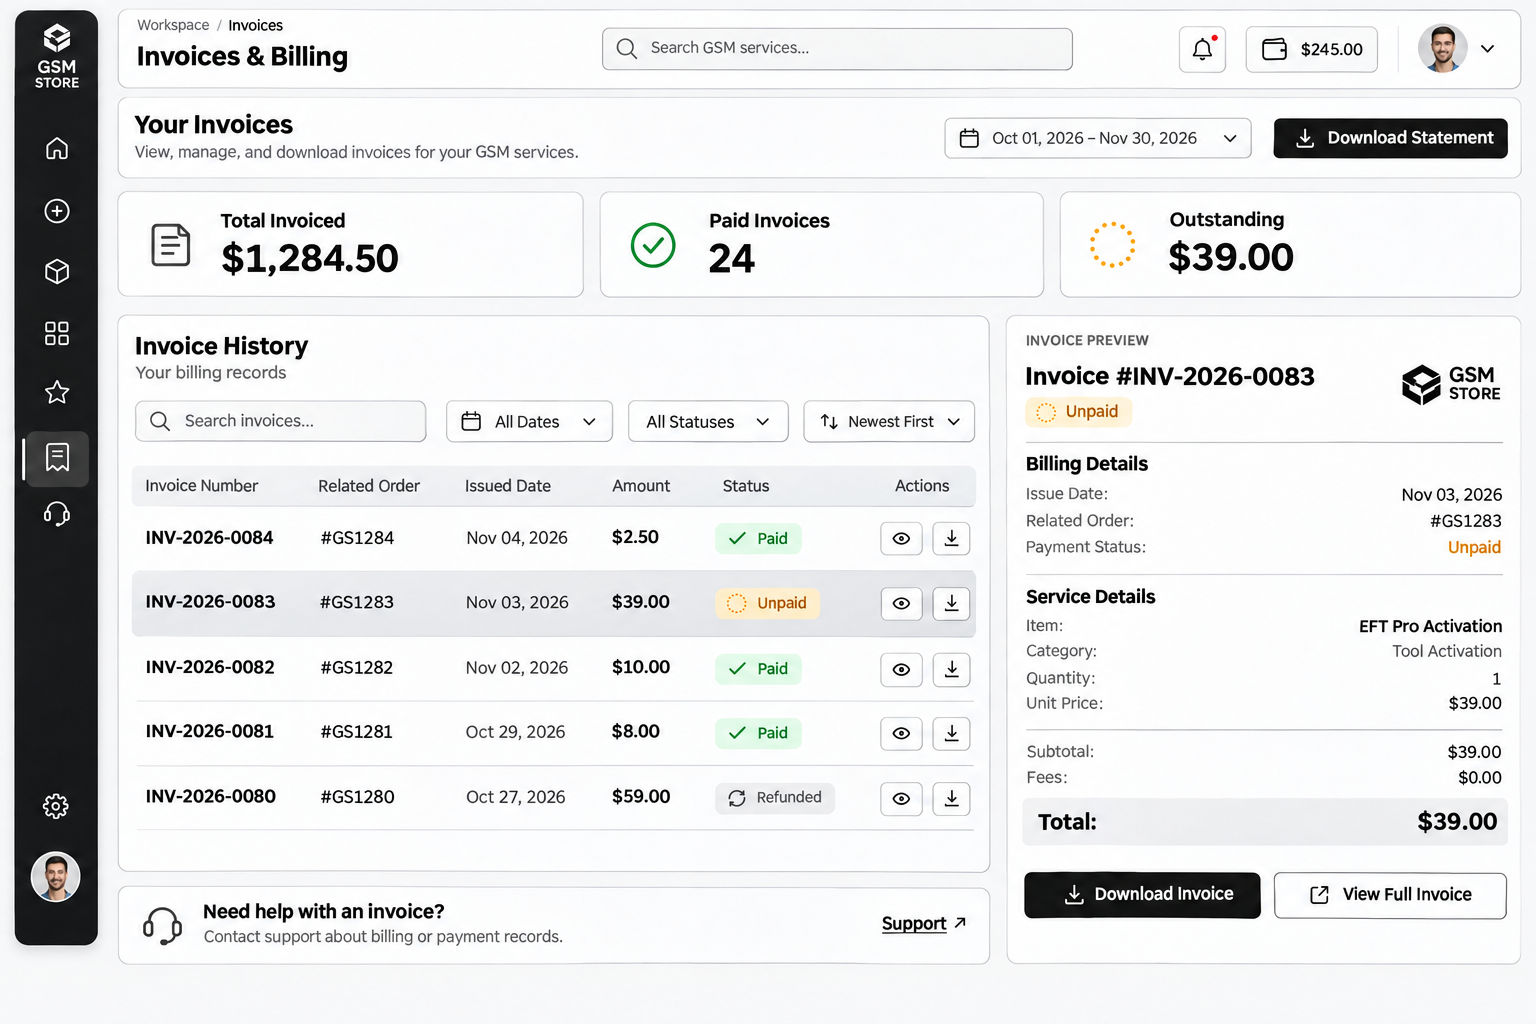 GSM
STORE
Workspace / Invoices
Invoices & Billing
Search GSM services...
$245.00
Your Invoices
View, manage, and download invoices for your GSM services.
Oct 01, 2026 – Nov 30, 2026
Download Statement
Total Invoiced
$1,284.50
Paid Invoices
24
Outstanding
$39.00
Invoice History
Your billing records
Search invoices...
All Dates
All Statuses
Newest First
Invoice Number Related Order Issued Date Amount Status Actions
INV-2026-0084 #GS1284 Nov 04, 2026 $2.50 Paid
INV-2026-0083 #GS1283 Nov 03, 2026 $39.00 Unpaid
INV-2026-0082 #GS1282 Nov 02, 2026 $10.00 Paid
INV-2026-0081 #GS1281 Oct 29, 2026 $8.00 Paid
INV-2026-0080 #GS1280 Oct 27, 2026 $59.00 Refunded
Need help with an invoice?
Contact support about billing or payment records.
Support
INVOICE PREVIEW
Invoice #INV-2026-0083
Unpaid
GSM
STORE
Billing Details
Issue Date: Nov 03, 2026
Related Order: #GS1283
Payment Status: Unpaid
Service Details
Item: EFT Pro Activation
Category: Tool Activation
Quantity: 1
Unit Price: $39.00
Subtotal: $39.00
Fees: $0.00
Total: $39.00
Download Invoice
View Full Invoice